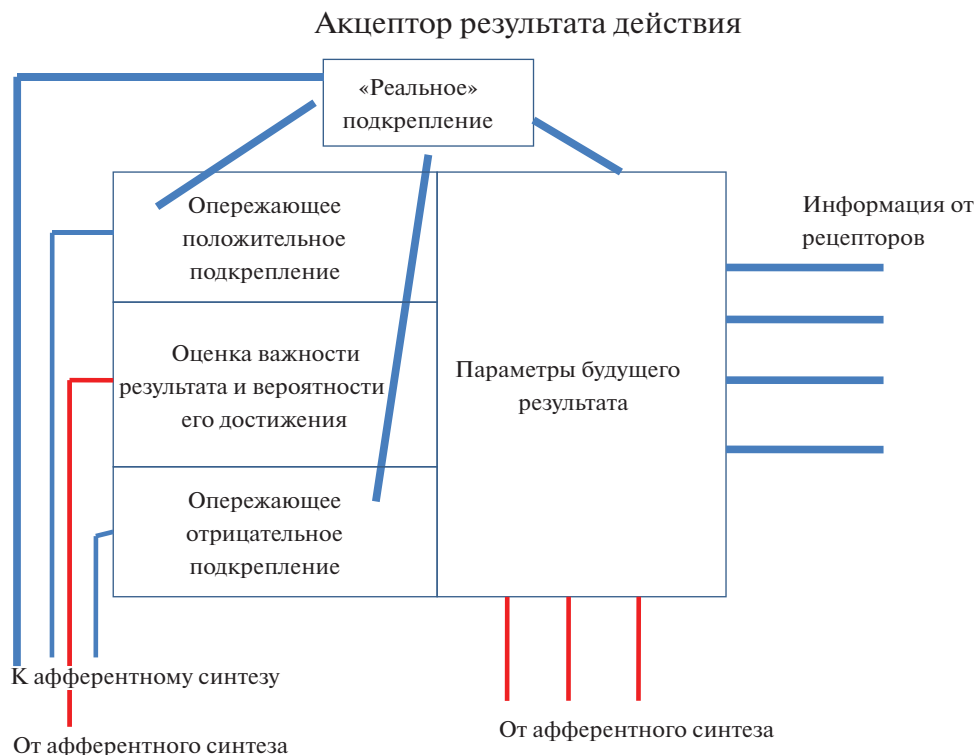 Акцептор результата действия
«Реальное»
подкрепление
Опережающее
положительное
подкрепление
Информация от
рецепторов
Оценка важности
результата и вероятности
его достижения
Параметры будущего
результата
Опережающее
отрицательное
подкрепление
К афферентному синтезу
От афферентного синтеза
От афферентного синтеза